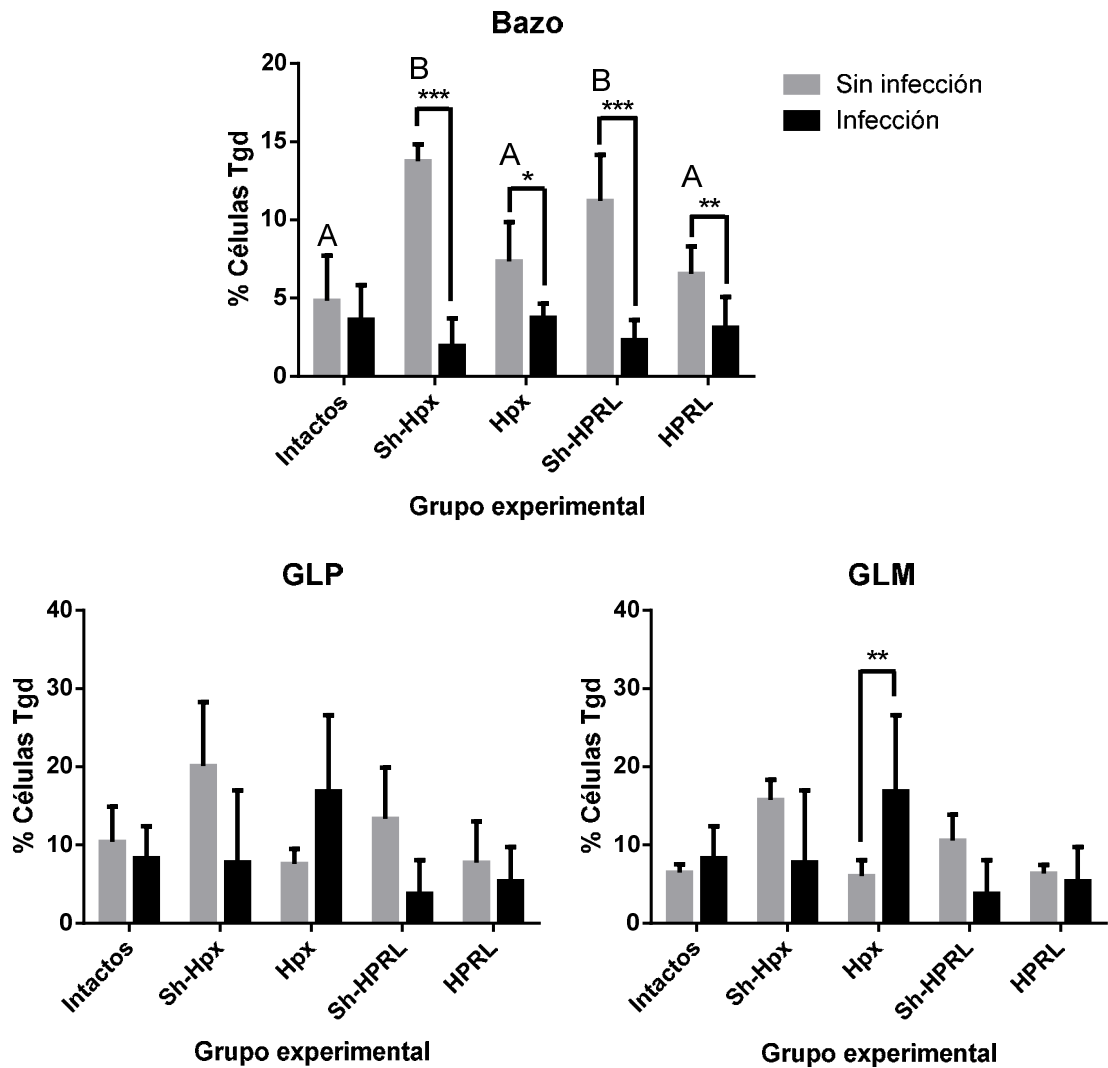 Bazo
20
15
10
5
0
% Células Tgd
A
B
***
A
*
B
***
A
**
Sin infección
Infección
Intactos
Sh-Hpx
Hpx
Sh-HPRL
HPRL
Grupo experimental
GLP
40
30
20
10
0
% Células Tgd
Intactos
Sh-Hpx
Hpx
Sh-HPRL
HPRL
Grupo experimental
GLM
40
30
20
10
0
% Células Tgd
**
Intactos
Sh-Hpx
Hpx
Sh-HPRL
HPRL
Grupo experimental